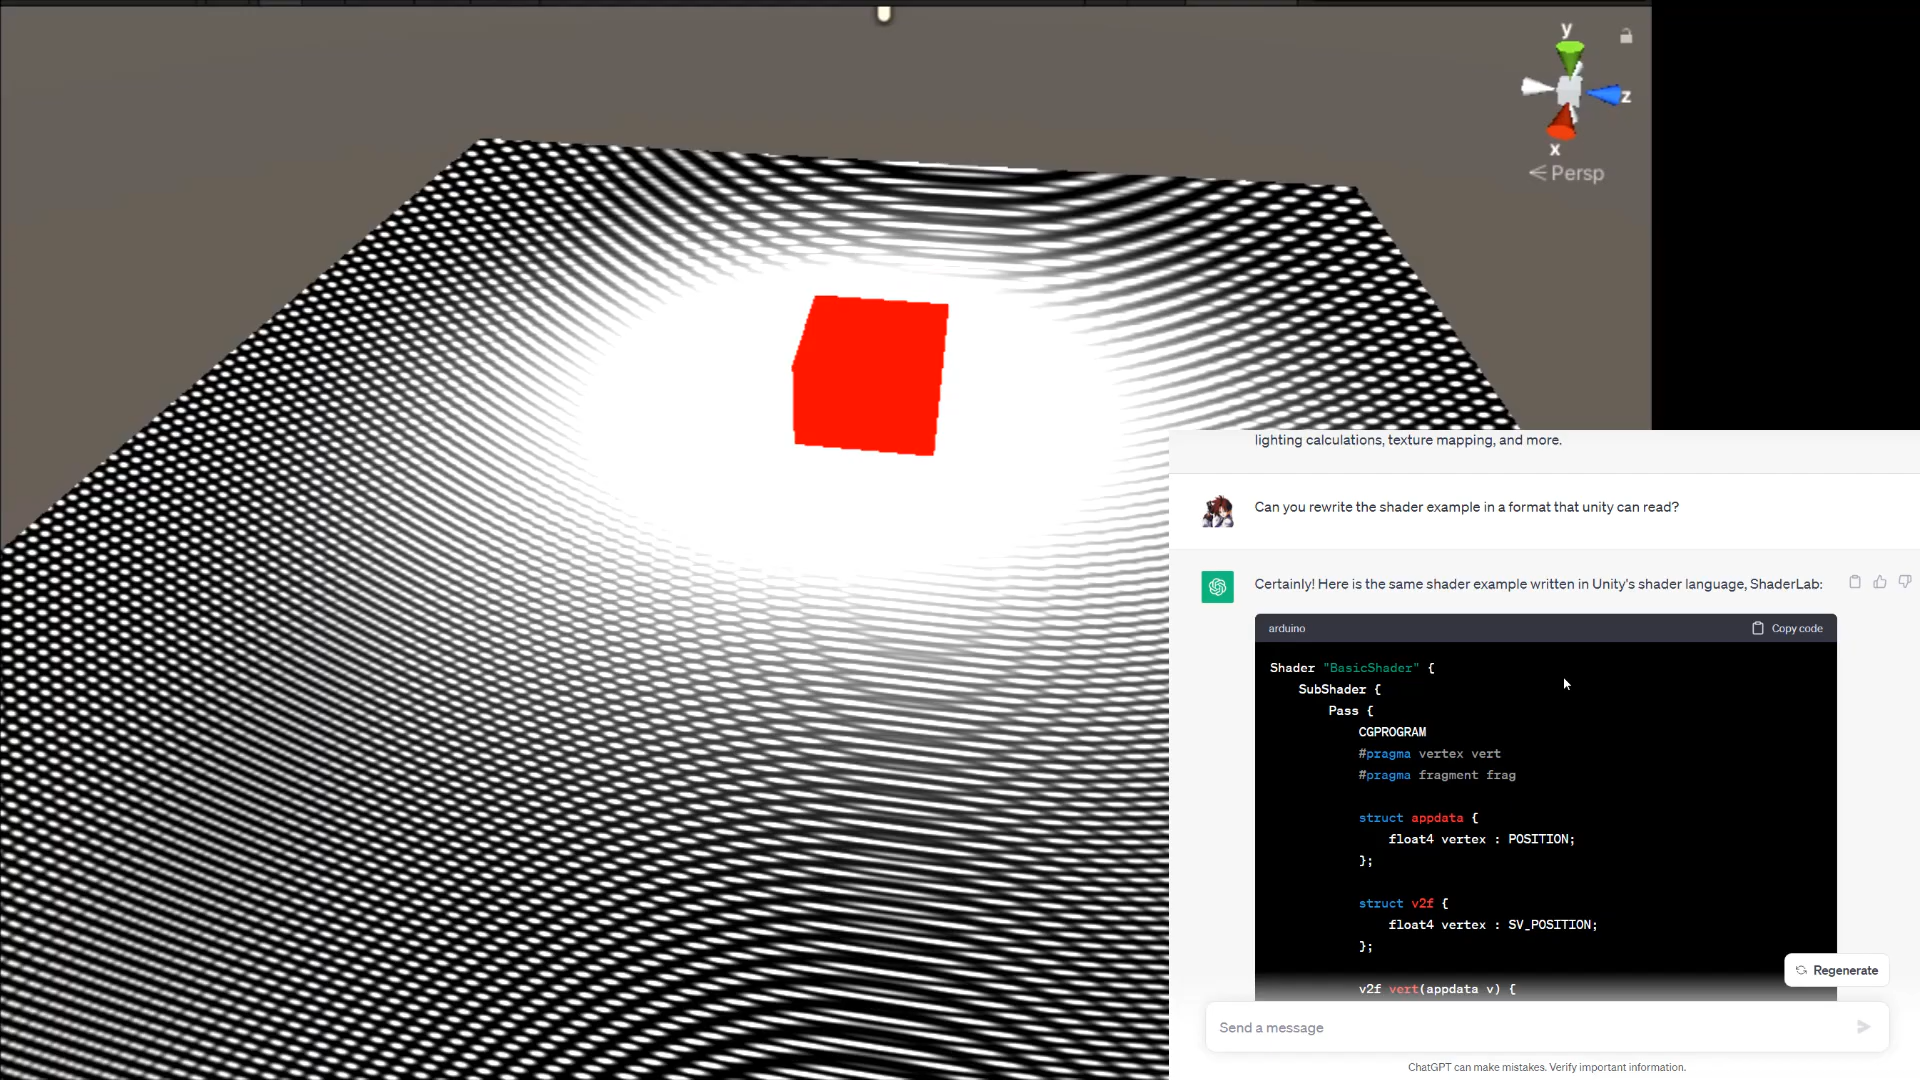 y
z
x
Persp
lighting calculations, texture mapping, and more.
Can you rewrite the shader example in a format that unity can read?
Certainly! Here is the same shader example written in Unity's shader language, ShaderLab:
arduino
Copy code
Shader "BasicShader" {
SubShader {
Pass {
CGPROGRAM
#pragma vertex vert
#pragma fragment frag
struct appdata {
float4 vertex : POSITION;
};
struct v2f {
float4 vertex : SV_POSITION;
};
v2f vert(appdata v) {
Regenerate
Send a message
ChatGPT can make mistakes. Verify important information.